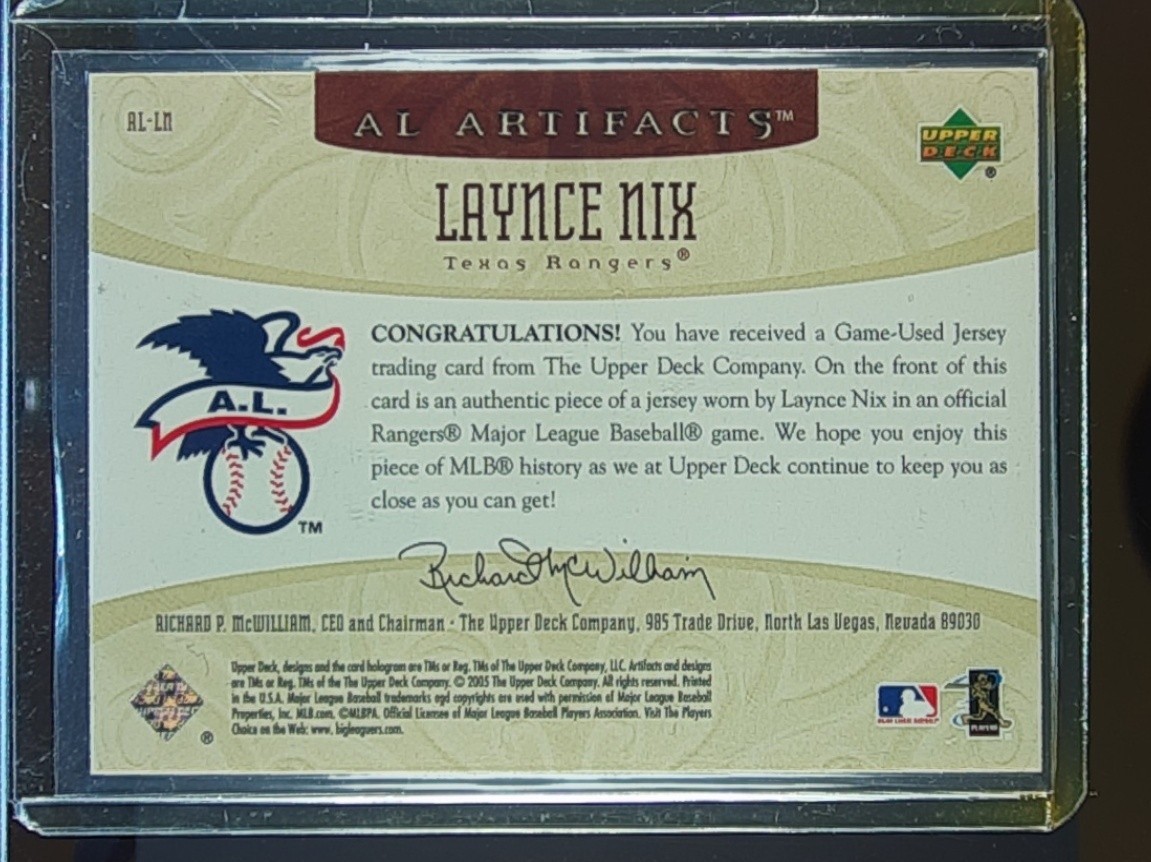 AL-LN
AL ARTIFACTS™
UPPER
DECK
®
LAYNCE NIX
Texas Rangers®
CONGRATULATIONS! You have received a Game-Used Jersey
trading card from The Upper Deck Company. On the front of this
card is an authentic piece of a jersey worn by Laynce Nix in an official
Rangers® Major League Baseball® game. We hope you enjoy this
piece of MLB® history as we at Upper Deck continue to keep you as
close as you can get!
A.L.
TM
Richard McWilliam
RICHARD P. McWILLIAM, CEO and Chairman - The Upper Deck Company, 985 Trade Drive, North Las Vegas, Nevada 89030
Upper Deck, designs and the card hologram are TMs or Reg. TMs of The Upper Deck Company, LLC. Artifacts and designs
are TMs or Reg. TMs of the The Upper Deck Company. © 2005 The Upper Deck Company. All rights reserved. Printed
in the U.S.A. Major League Baseball trademarks and copyrights are used with permission of Major League Baseball
Properties, Inc. MLB.com. ©MLBPA. Official Licensee of Major League Baseball Players Association. Visit The Players
Choice on the Web: www. bigleaguers.com.
®